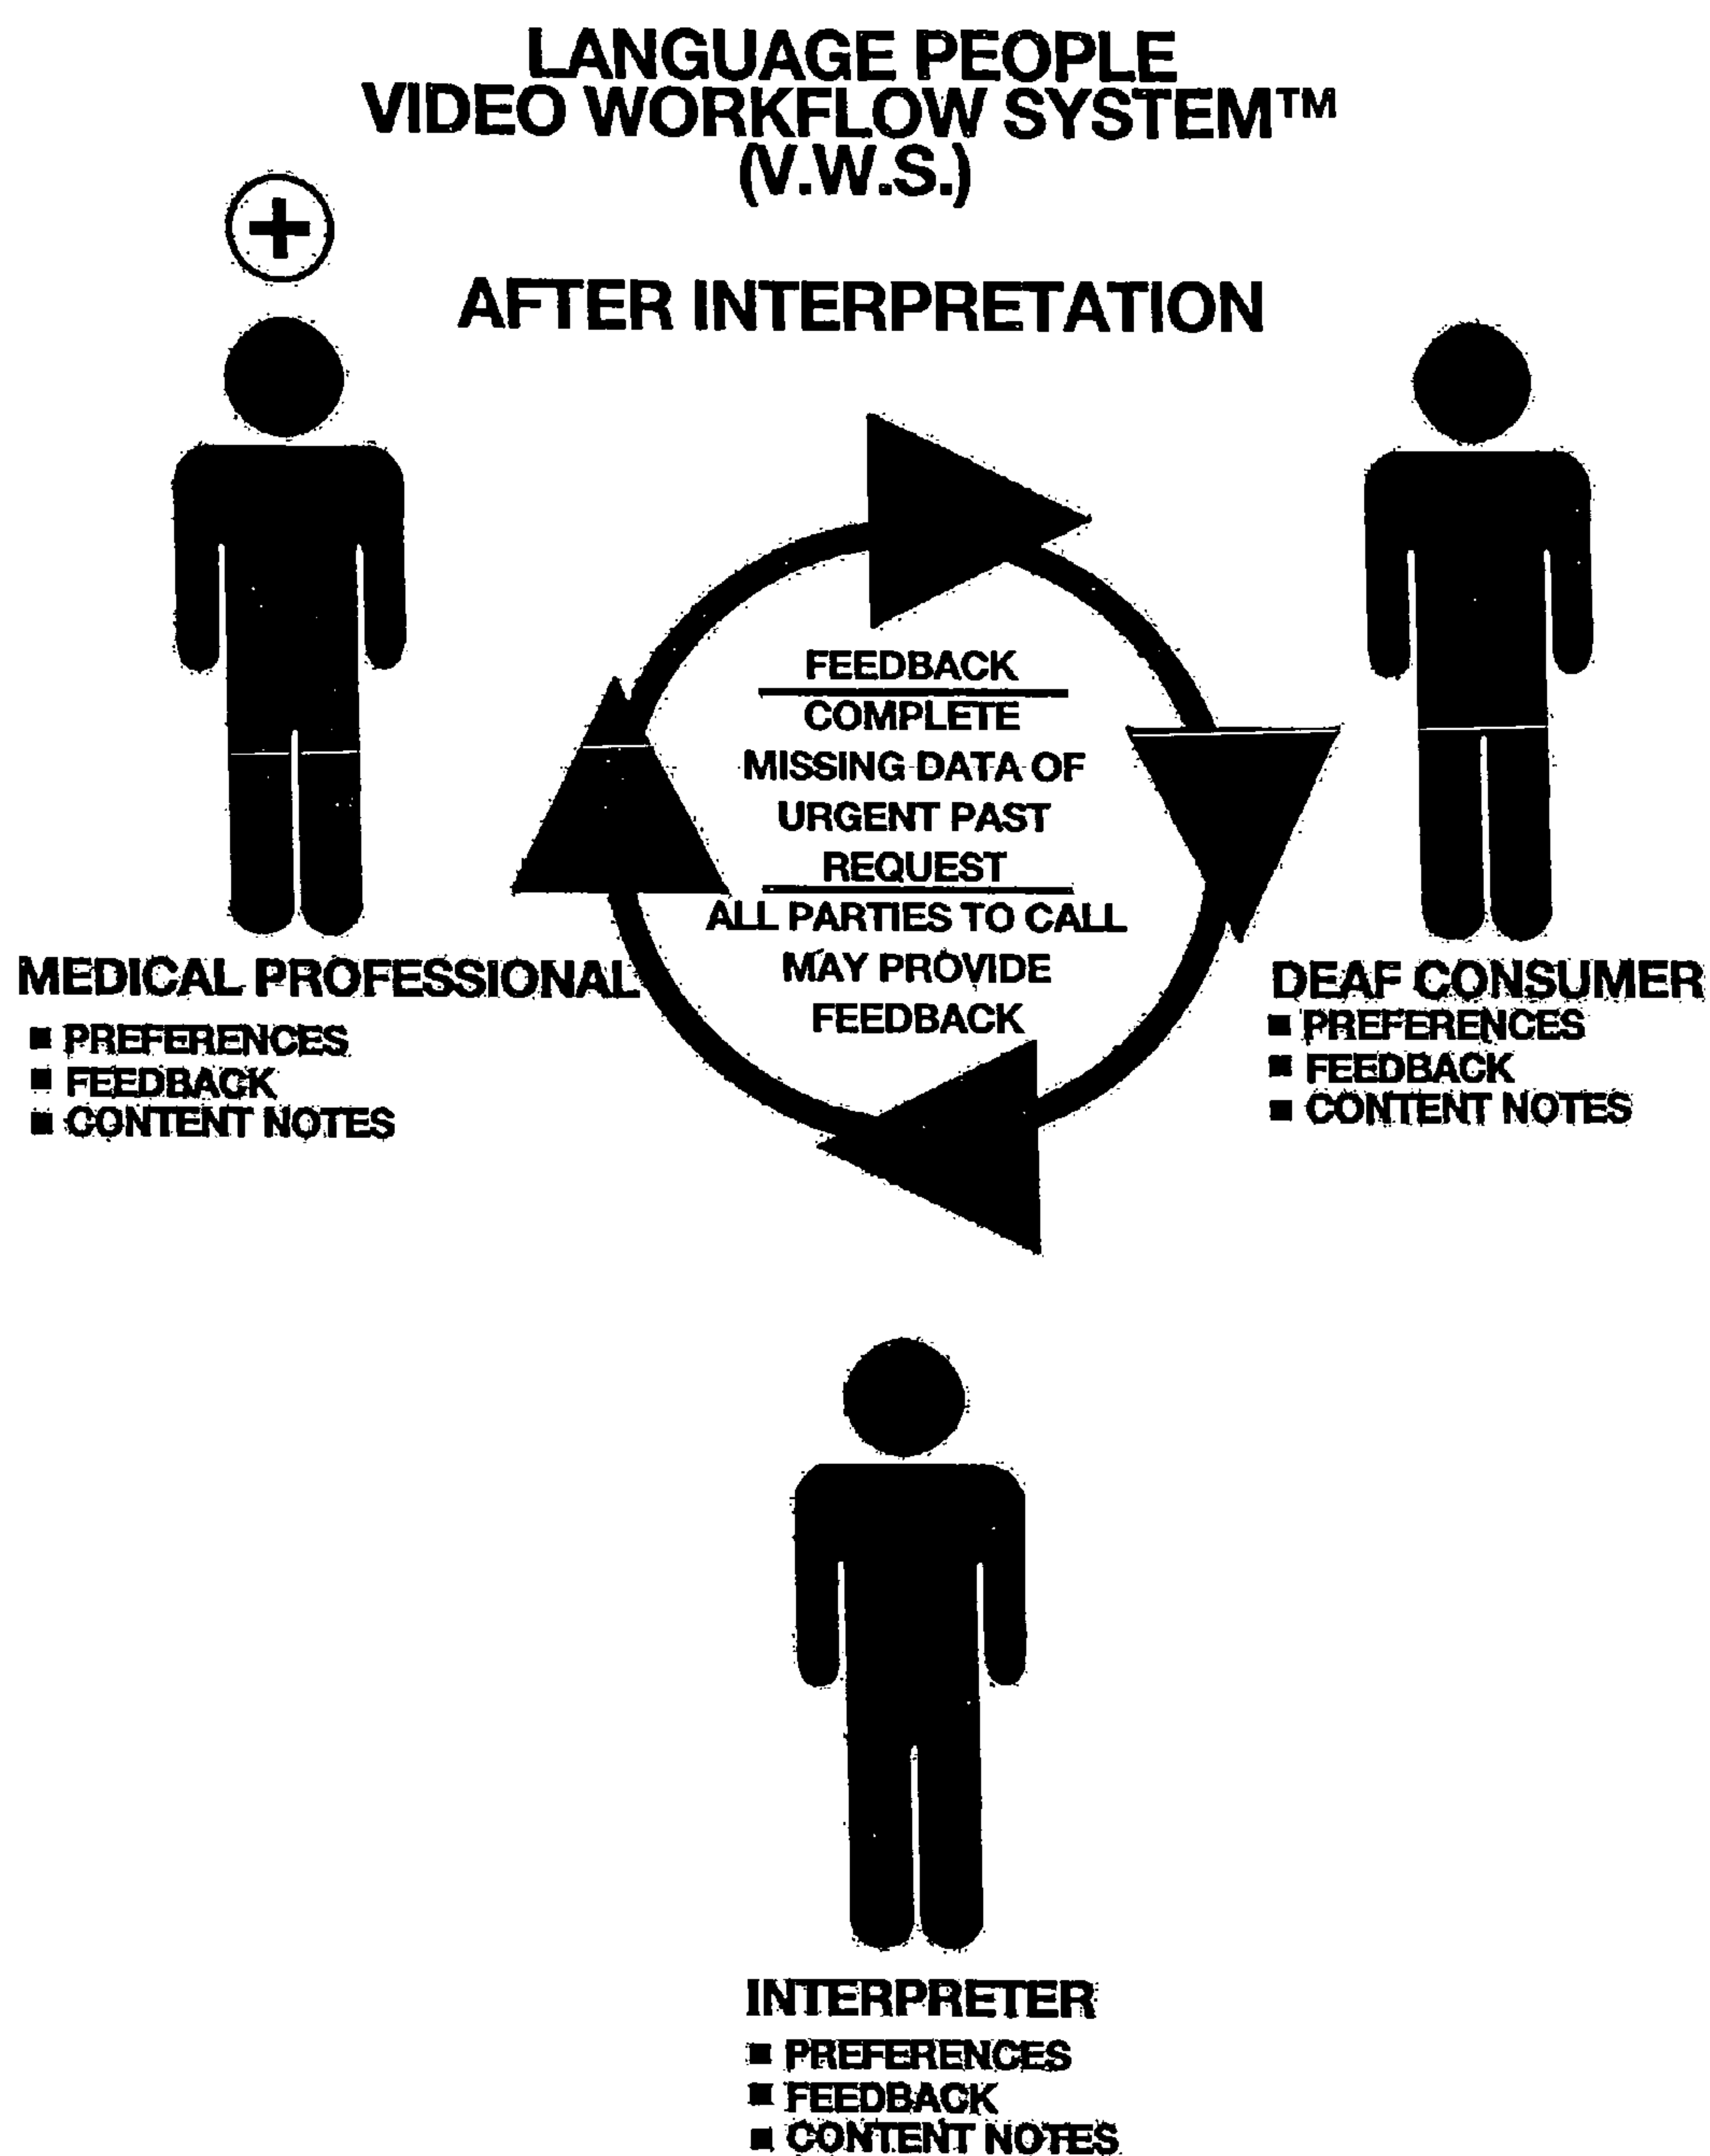 LANGUAGE PEOPLE
VIDEO WORKFLOW SYSTEM™
(V.W.S.)
AFTER INTERPRETATION
FEEDBACK
COMPLETE
MISSING DATA OF
URGENT PAST
REQUEST
ALL PARTIES TO CALL
MAY PROVIDE
FEEDBACK
MEDICAL PROFESSIONAL
■ PREFERENCES
■ FEEDBACK
■ CONTENT NOTES
DEAF CONSUMER
■ PREFERENCES
■ FEEDBACK
■ CONTENT NOTES
INTERPRETER
■ PREFERENCES
■ FEEDBACK
■ CONTENT NOTES